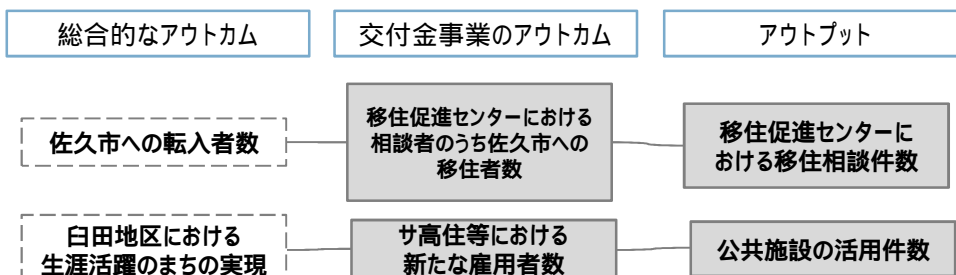 総合的なアウトカム
交付金事業のアウトカム
アウトプット
佐久市への転入者数
移住促進センターにおける
相談者のうち佐久市への
移住者数
移住促進センターに
おける移住相談件数
臼田地区における
生涯活躍のまちの実現
サ高住等における
新たな雇用者数
公共施設の活用件数